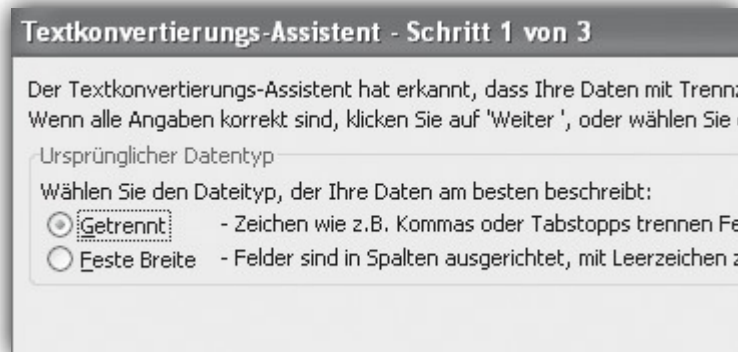 Textkonvertierungs-Assistent - Schritt 1 von 3
Der Textkonvertierungs-Assistent hat erkannt, dass Ihre Daten mit Trennz
Wenn alle Angaben korrekt sind, klicken Sie auf 'Weiter ', oder wählen Sie
Ursprünglicher Datentyp
Wählen Sie den Dateityp, der Ihre Daten am besten beschreibt:
Getrennt - Zeichen wie z.B. Kommas oder Tabstopps trennen Fe
Feste Breite - Felder sind in Spalten ausgerichtet, mit Leerzeichen z